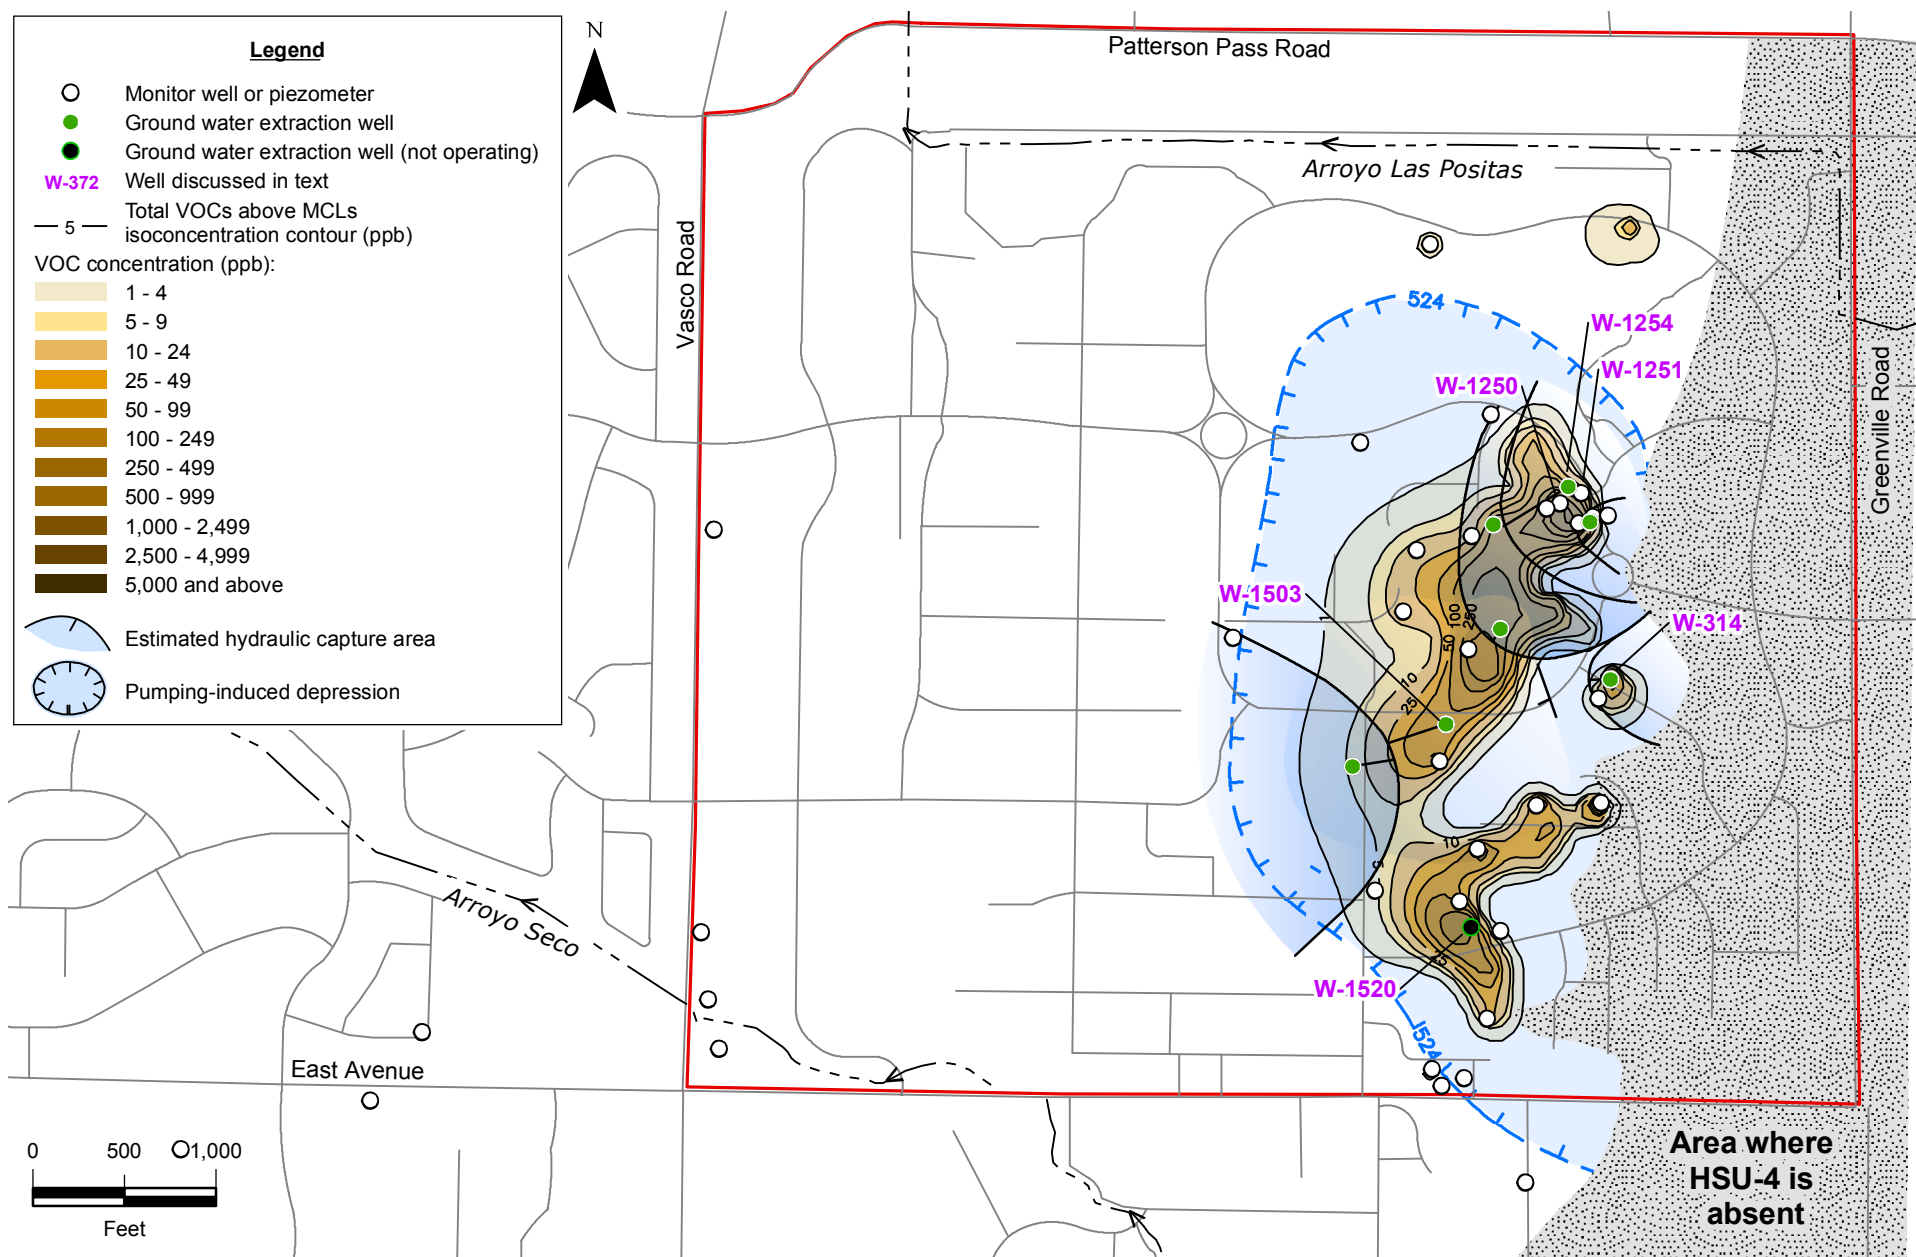 Legend
Monitor well or piezometer
Ground water extraction well
Ground water extraction well (not operating)
W-372 Well discussed in text
5 Total VOCs above MCLs
isoconcentration contour (ppb)
VOC concentration (ppb):
1 - 4
5 - 9
10 - 24
25 - 49
50 - 99
100 - 249
250 - 499
500 - 999
1,000 - 2,499
2,500 - 4,999
5,000 and above
Estimated hydraulic capture area
Pumping-induced depression
N
Patterson Pass Road
Arroyo Las Positas
Vasco Road
Greenville Road
524
W-1254
W-1251
W-1250
W-1503
W-314
1
100
250
50
10
25
1
10
5
25
W-1520
524
Arroyo Seco
East Avenue
0 500 1,000
Feet
Area where
HSU-4 is
absent